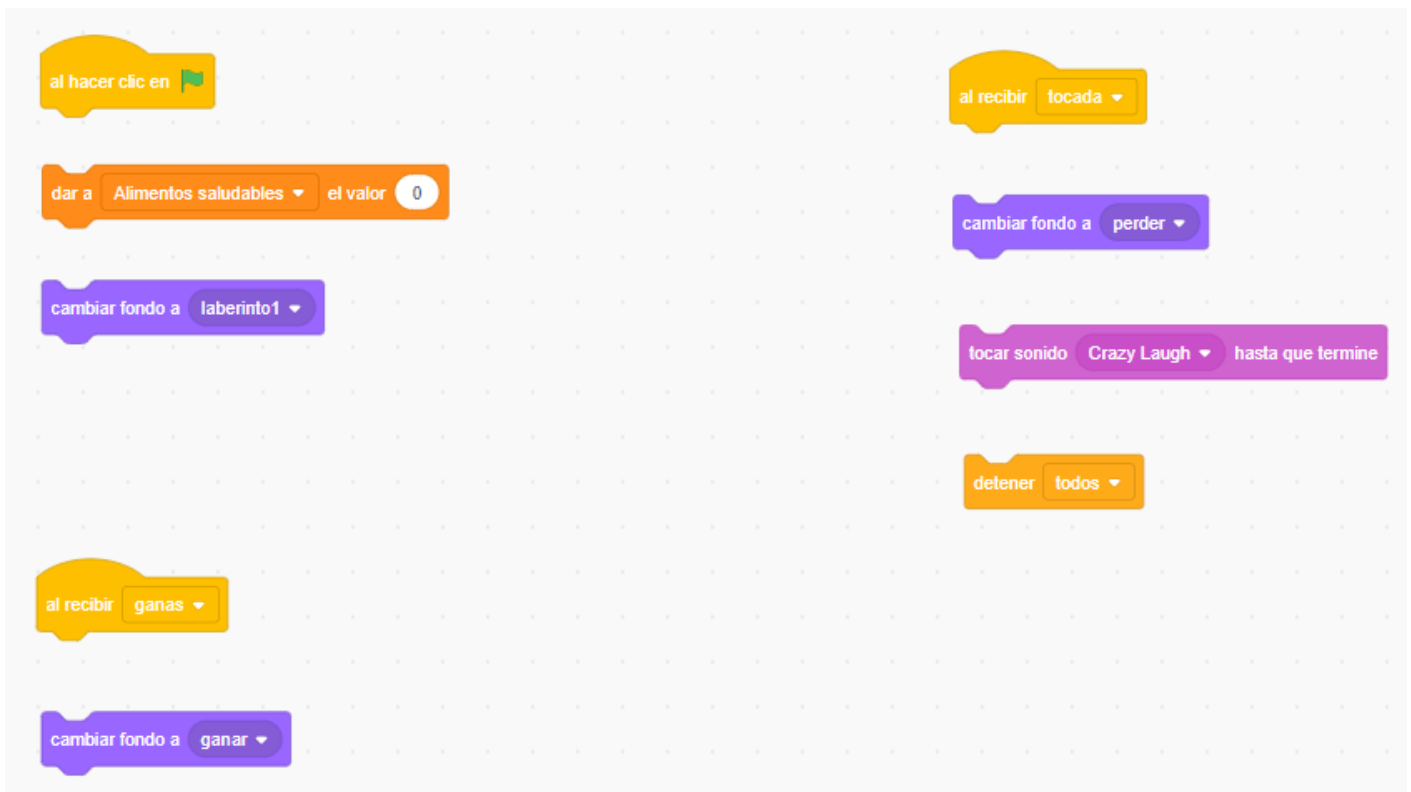 al hacer clic en
dar a Alimentos saludables el valor 0
cambiar fondo a laberinto1
al recibir ganas
cambiar fondo a ganar
al recibir tocada
cambiar fondo a perder
tocar sonido Crazy Laugh hasta que termine
detener todos